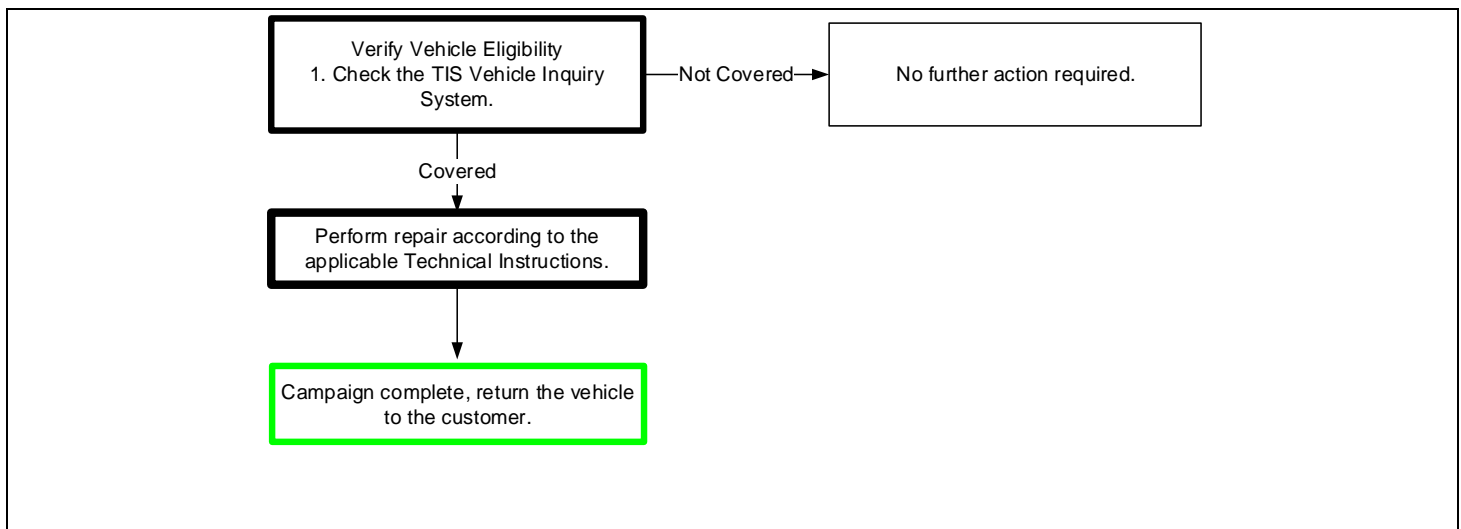 Verify Vehicle Eligibility
1. Check the TIS Vehicle Inquiry
System.
Not Covered
No further action required.
Covered
Perform repair according to the
applicable Technical Instructions.
Campaign complete, return the vehicle
to the customer.